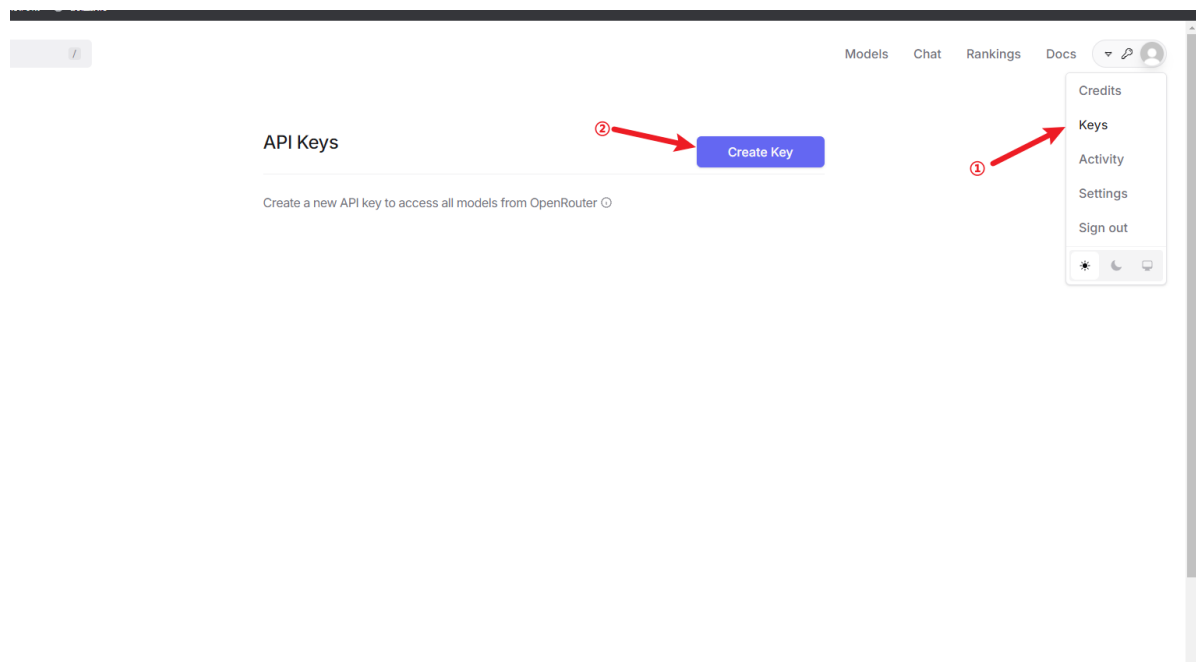 /
Models Chat Rankings Docs
Credits
Keys
①
Activity
Settings
Sign out
API Keys
②
Create Key
Create a new API key to access all models from OpenRouter